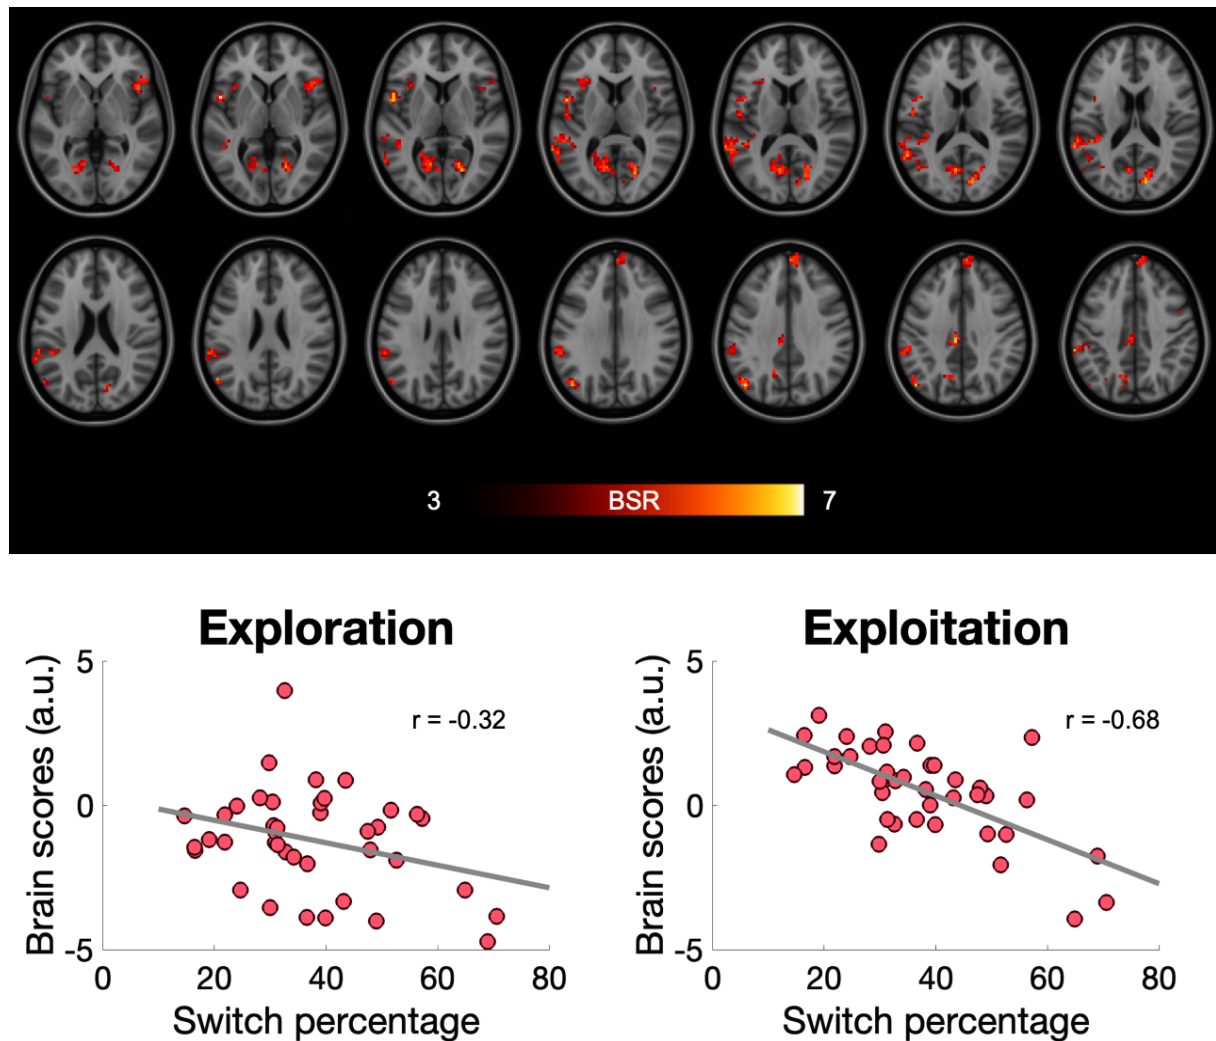 3 BSR 7
Exploration
Exploitation
Brain scores (a.u.)
5
0
-5
r = -0.32
0 20 40 60 80
Switch percentage
Brain scores (a.u.)
5
0
-5
r = -0.68
0 20 40 60 80
Switch percentage